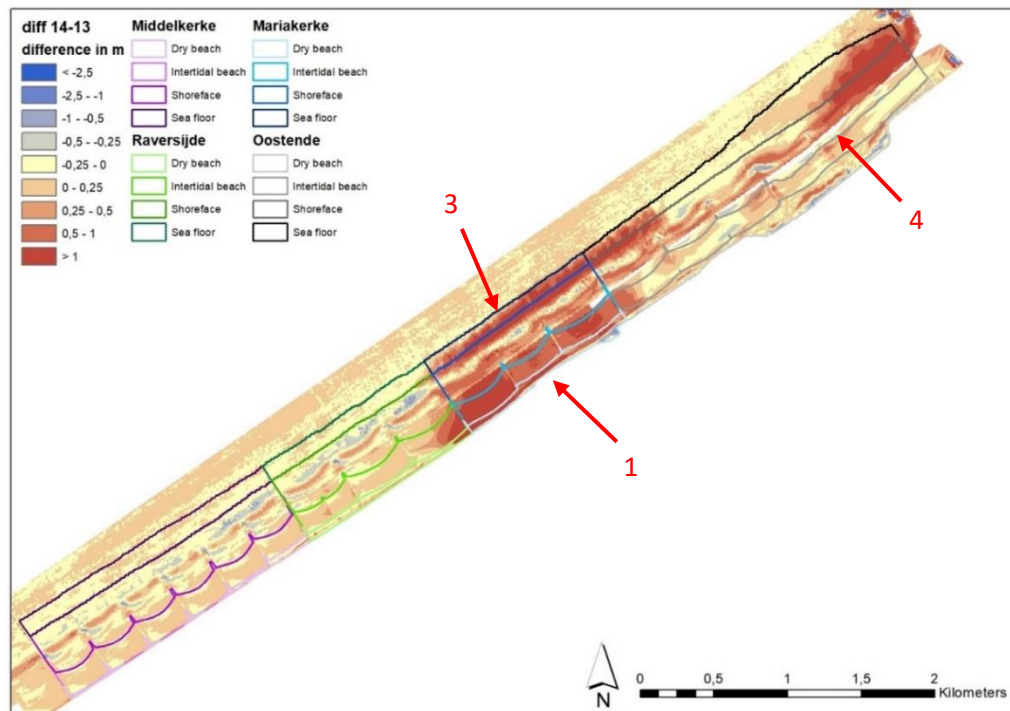 diff 14-13
difference in m
< -2,5
-2,5 - -1
-1 - -0,5
-0,5 - -0,25
-0,25 - 0
0 - 0,25
0,25 - 0,5
0,5 - 1
> 1
Middelkerke
Dry beach
Intertidal beach
Shoreface
Sea floor
Raversijde
Dry beach
Intertidal beach
Shoreface
Sea floor
Mariakerke
Dry beach
Intertidal beach
Shoreface
Sea floor
Oostende
Dry beach
Intertidal beach
Shoreface
Sea floor
3
4
1
N
0 0,5 1 1,5 2
Kilometers